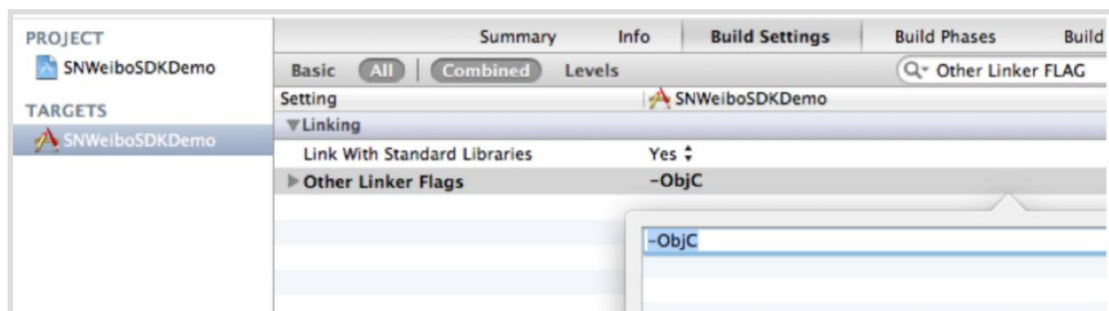 PROJECT
SNWeiboSDKDemo
TARGETS
SNWeiboSDKDemo
Summary Info Build Settings Build Phases Build
Basic All Combined Levels Other Linker FLAG
Setting SNWeiboSDKDemo
Linking
Link With Standard Libraries Yes
Other Linker Flags -ObjC
-ObjC